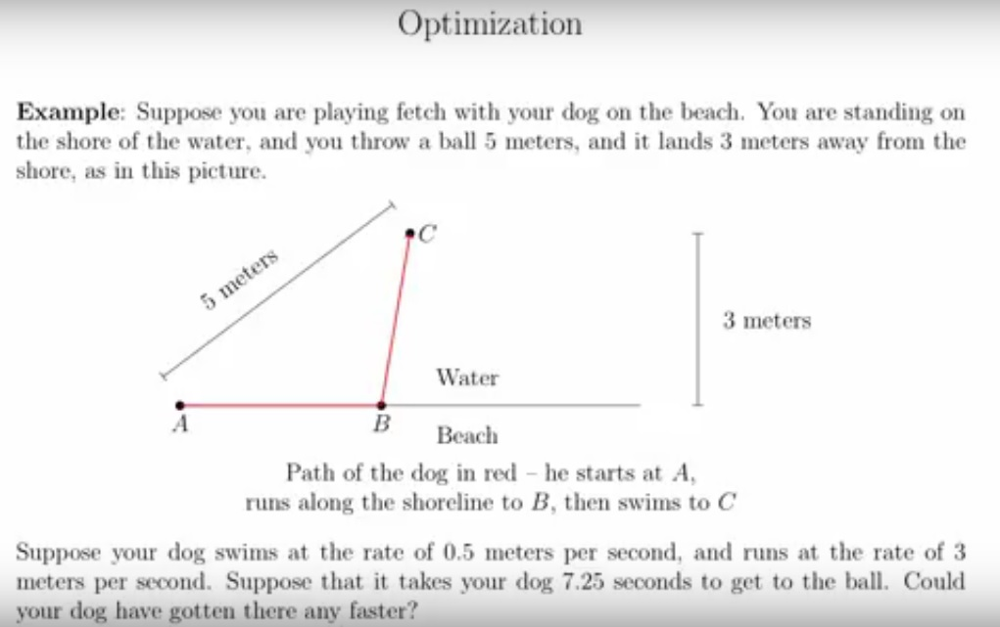 Optimization
Example: Suppose you are playing fetch with your dog on the beach. You are standing on
the shore of the water, and you throw a ball 5 meters, and it lands 3 meters away from the
shore, as in this picture.
C
5 meters
3 meters
Water
A
B
Beach
Path of the dog in red – he starts at A,
runs along the shoreline to B, then swims to C
Suppose your dog swims at the rate of 0.5 meters per second, and runs at the rate of 3
meters per second. Suppose that it takes your dog 7.25 seconds to get to the ball. Could
your dog have gotten there any faster?